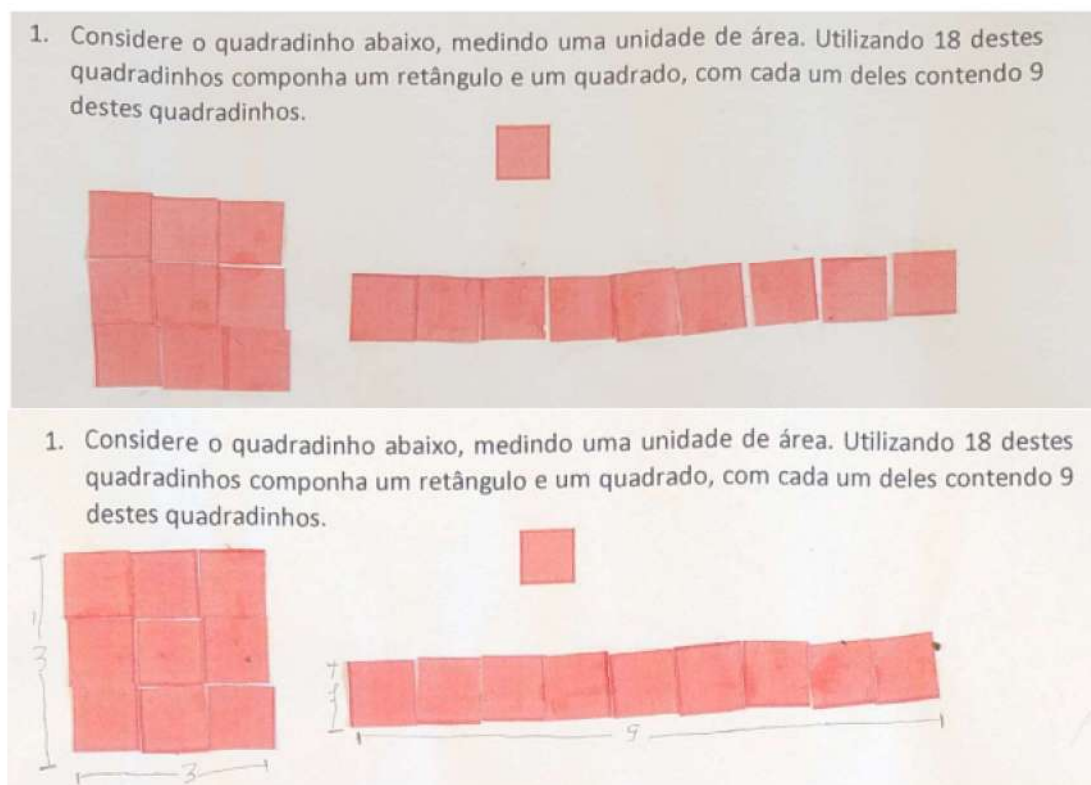 1. Considere o quadradinho abaixo, medindo uma unidade de área. Utilizando 18 destes
quadradinhos componha um retângulo e um quadrado, com cada um deles contendo 9
destes quadradinhos.
1. Considere o quadradinho abaixo, medindo uma unidade de área. Utilizando 18 destes
quadradinhos componha um retângulo e um quadrado, com cada um deles contendo 9
destes quadradinhos.
3
9
3